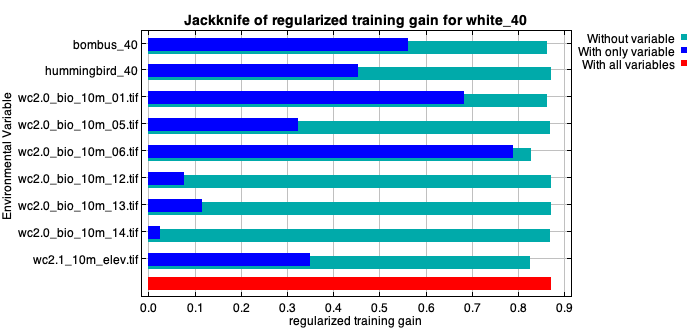 Jackknife of regularized training gain for white_40
Without variable
With only variable
With all variables
Environmental Variable
bombus_40
hummingbird_40
wc2.0_bio_10m_01.tif
wc2.0_bio_10m_05.tif
wc2.0_bio_10m_06.tif
wc2.0_bio_10m_12.tif
wc2.0_bio_10m_13.tif
wc2.0_bio_10m_14.tif
wc2.1_10m_elev.tif
0.0 0.1 0.2 0.3 0.4 0.5 0.6 0.7 0.8 0.9
regularized training gain